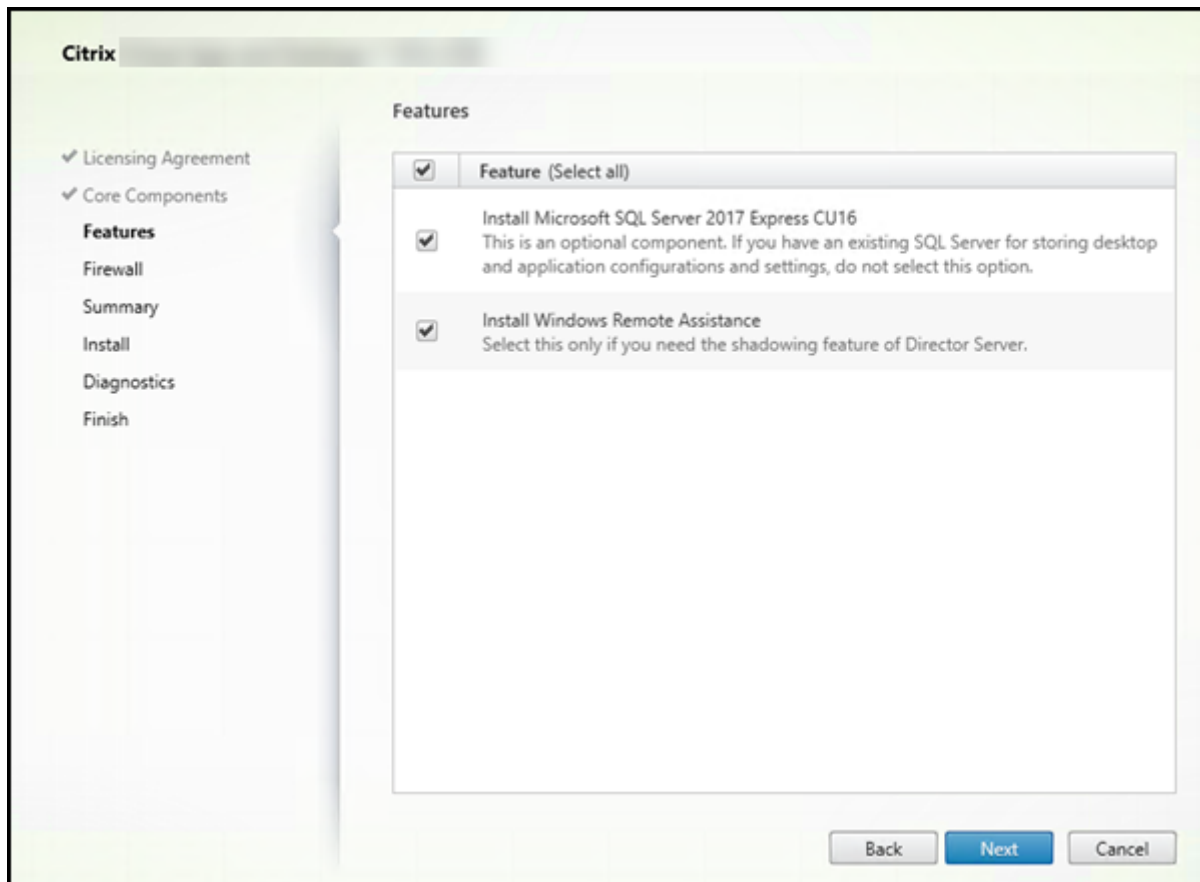 Citrix
Features
Licensing Agreement
Core Components
Features
Firewall
Summary
Install
Diagnostics
Finish
Feature (Select all)
Install Microsoft SQL Server 2017 Express CU16
This is an optional component. If you have an existing SQL Server for storing desktop
and application configurations and settings, do not select this option.
Install Windows Remote Assistance
Select this only if you need the shadowing feature of Director Server.
Back
Next
Cancel